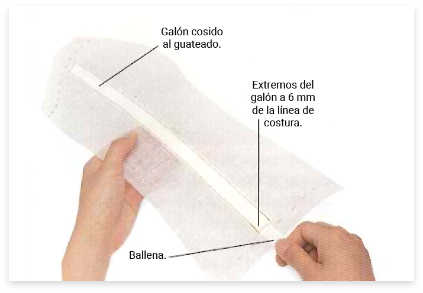 Galón cosido
al guateado.
Extremos del
galón a 6 mm
de la línea de
costura.
Ballena.